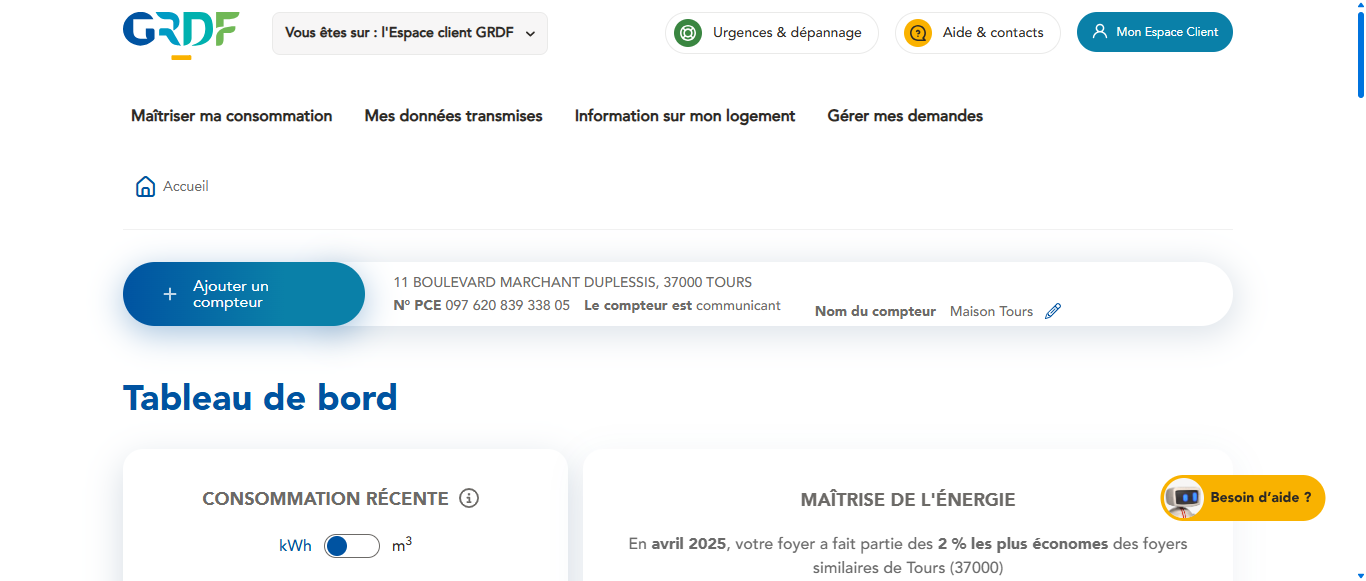 GRDF
Vous êtes sur : l'Espace client GRDF
Urgences & dépannage
Aide & contacts
Mon Espace Client
Maîtriser ma consommation
Mes données transmises
Information sur mon logement
Gérer mes demandes
Accueil
Ajouter un
compteur
11 BOULEVARD MARCHANT DUPLESSIS, 37000 TOURS
N° PCE 097 620 839 338 05 Le compteur est communicant
Nom du compteur Maison Tours
Tableau de bord
CONSOMMATION RÉCENTE
kWh m³
MAÎTRISE DE L'ÉNERGIE
En avril 2025, votre foyer a fait partie des 2 % les plus économes des foyers
similaires de Tours (37000)
Besoin d’aide ?